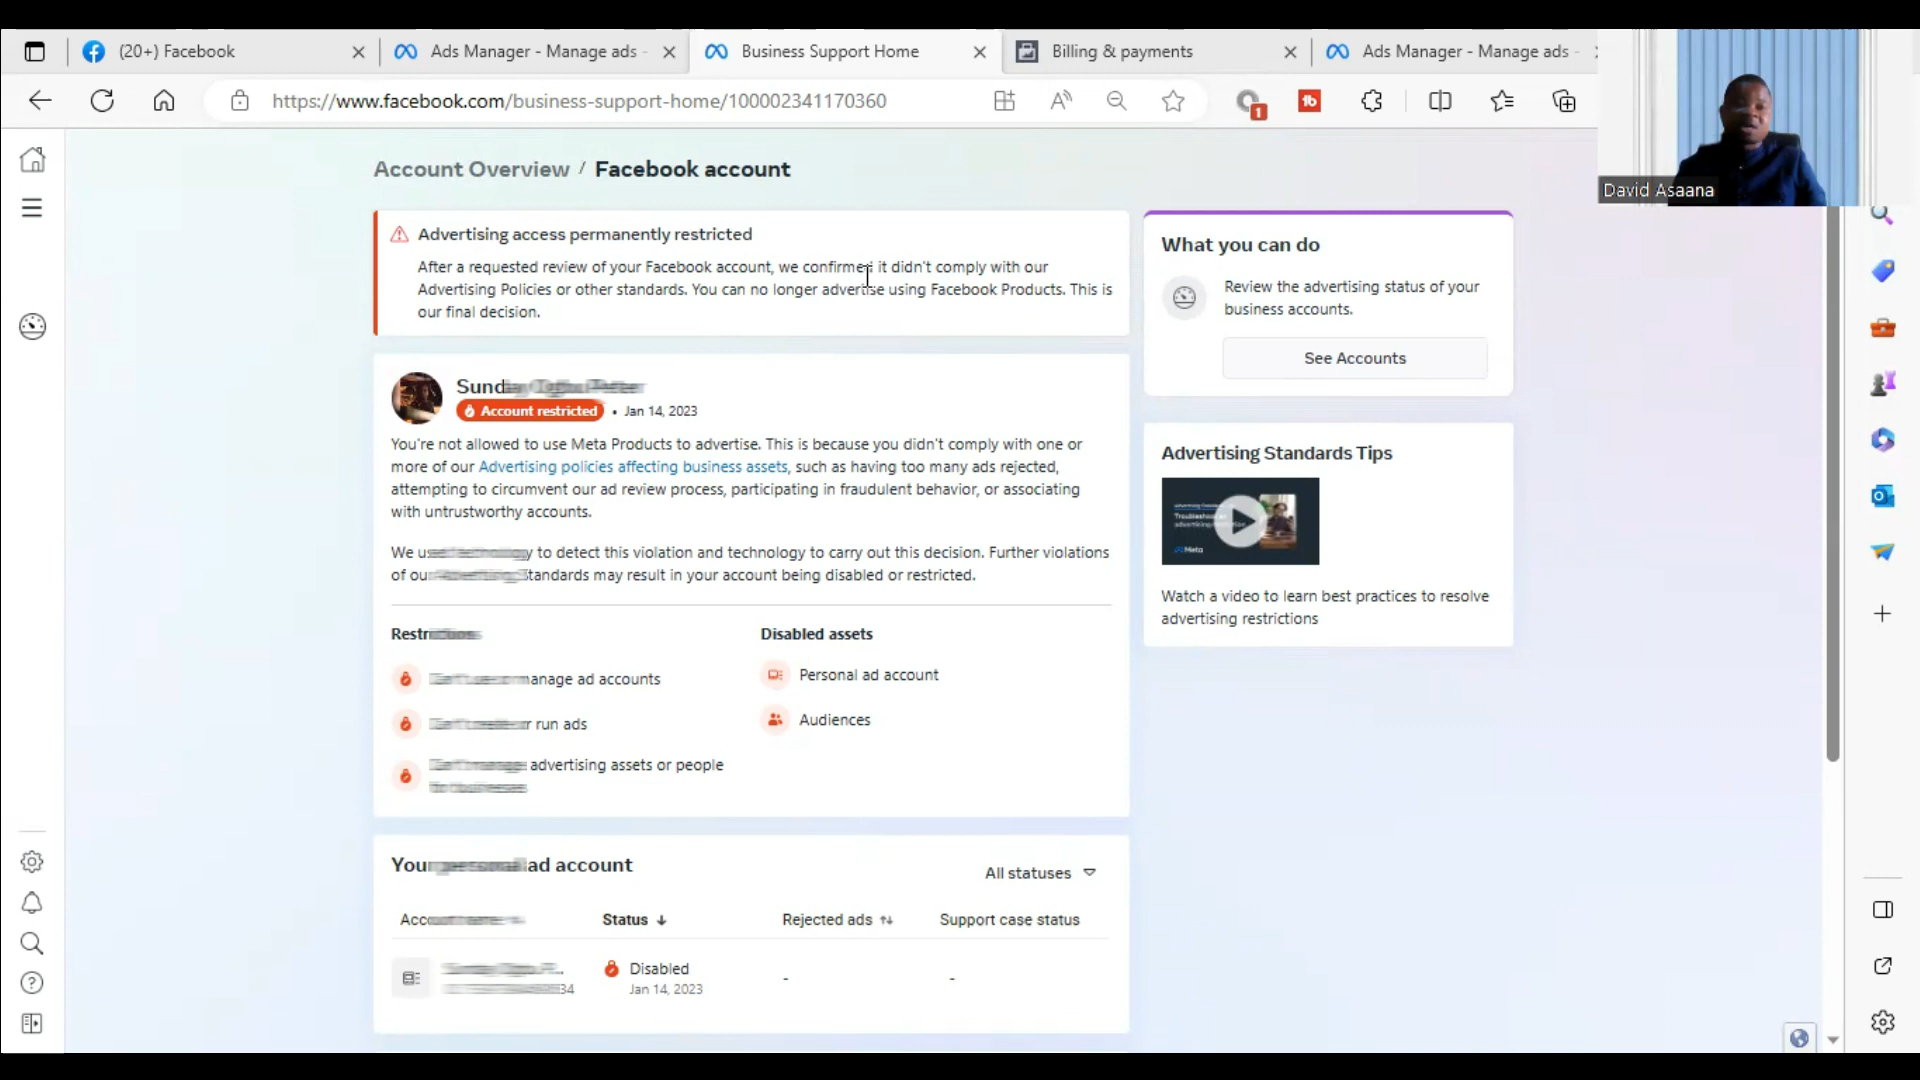 (20+) Facebook
Ads Manager - Manage ads -
Business Support Home
Billing & payments
Ads Manager - Manage ads -
https://www.facebook.com/business-support-home/100002341170360
1
tb
David Asaana
Account Overview / Facebook account
Advertising access permanently restricted
After a requested review of your Facebook account, we confirmed it didn't comply with our
Advertising Policies or other standards. You can no longer advertise using Facebook Products. This is
our final decision.
Account restricted • Jan 14, 2023
You're not allowed to use Meta Products to advertise. This is because you didn't comply with one or
more of our Advertising policies affecting business assets, such as having too many ads rejected,
attempting to circumvent our ad review process, participating in fraudulent behavior, or associating
with untrustworthy accounts.
We to detect this violation and technology to carry out this decision. Further violations
of Standards may result in your account being disabled or restricted.
manage ad accounts
run ads
advertising assets or people
Disabled assets
Personal ad account
Audiences
ad account
All statuses
Status
Rejected ads
Support case status
34
Disabled
Jan 14, 2023
-
-
What you can do
Review the advertising status of your
business accounts.
See Accounts
Advertising Standards Tips
Meta
Watch a video to learn best practices to resolve
advertising restrictions